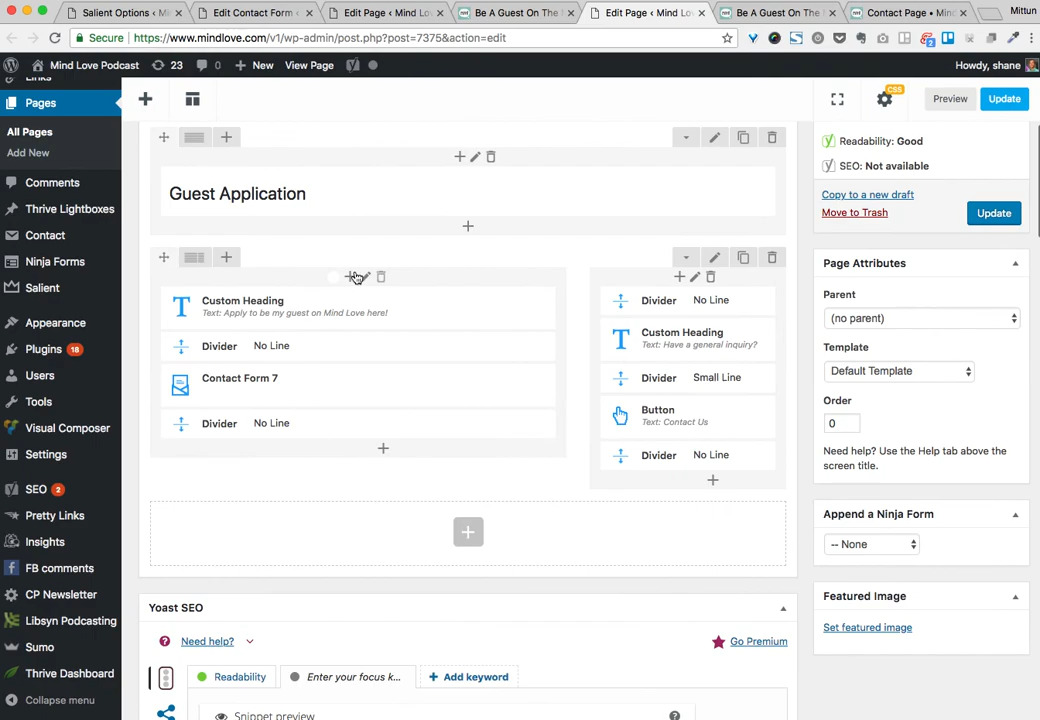 Salient Options ‹ Mi
Edit Contact Form ‹
Edit Page ‹ Mind Lov
Be A Guest On The M
Edit Page ‹ Mind Lo
Be A Guest On The M
Contact Page • Mind
Mittun
Secure
https://www.mindlove.com/v1/wp-admin/post.php?post=7375&action=edit
Mind Love Podcast
23
0
New
View Page
Howdy, shane
Links
Pages
All Pages
Add New
Comments
Thrive Lightboxes
Contact
Ninja Forms
Salient
Appearance
Plugins 18
Users
Tools
Visual Composer
Settings
SEO 2
Pretty Links
Insights
FB comments
CP Newsletter
Libsyn Podcasting
Sumo
Thrive Dashboard
Collapse menu
CSS
Preview
Update
Guest Application
Custom Heading
Text: Apply to be my guest on Mind Love here!
Divider No Line
Contact Form 7
Divider No Line
Divider No Line
Custom Heading
Text: Have a general inquiry?
Divider Small Line
Button
Text: Contact Us
Divider No Line
Yoast SEO
Need help?
Go Premium
Readability
Enter your focus k...
Add keyword
Snippet preview
Readability: Good
SEO: Not available
Copy to a new draft
Move to Trash
Update
Page Attributes
Parent
(no parent)
Template
Default Template
Order
0
Need help? Use the Help tab above the
screen title.
Append a Ninja Form
-- None
Featured Image
Set featured image